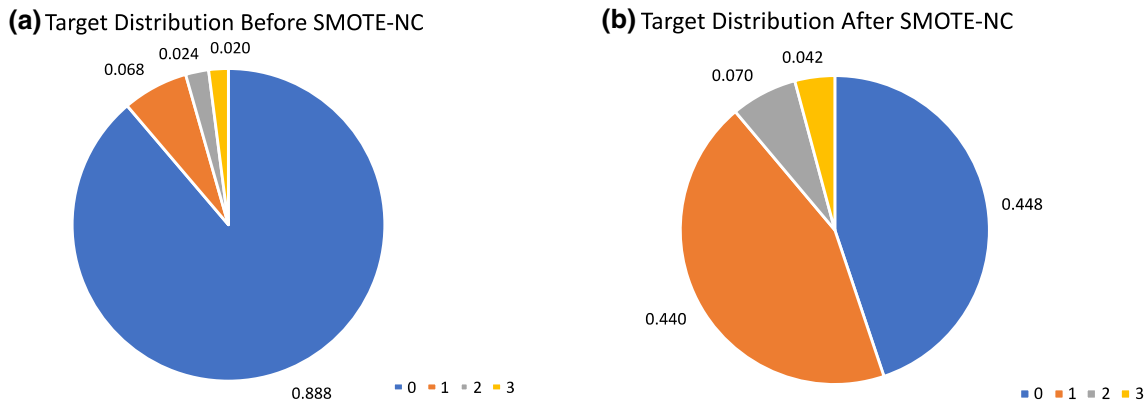 (a) Target Distribution Before SMOTE-NC
0.020
0.024
0.068
0.888
0 1 2 3
(b) Target Distribution After SMOTE-NC
0.042
0.070
0.448
0.440
0 1 2 3